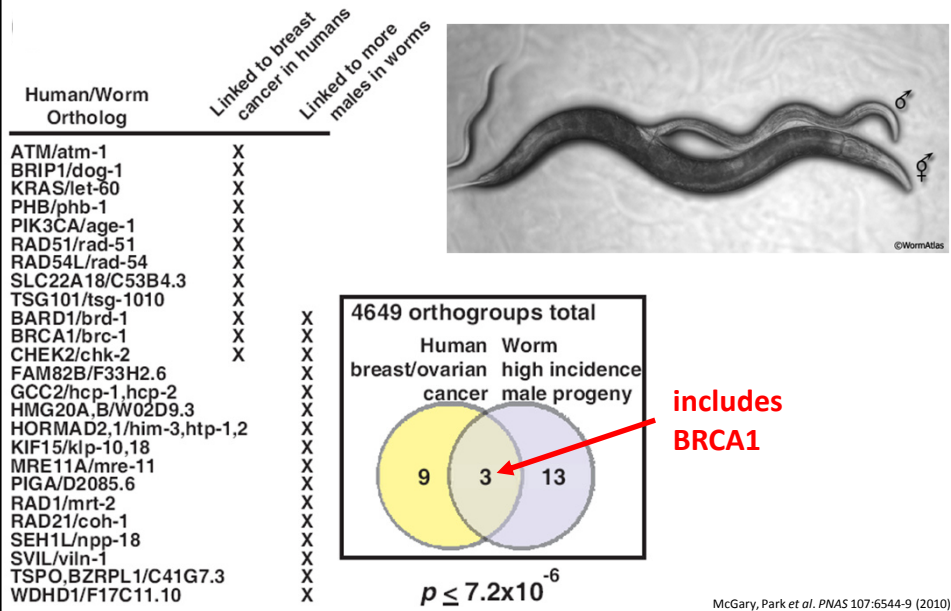 Human/Worm
Ortholog
Linked to breast
cancer in humans
Linked to more
males in worms
ATM/atm-1 X
BRIP1/dog-1 X
KRAS/let-60 X
PHB/phb-1 X
PIK3CA/age-1 X
RAD51/rad-51 X
RAD54L/rad-54 X
SLC22A18/C53B4.3 X
TSG101/tsg-1010 X
BARD1/brd-1 X X
BRCA1/brc-1 X X
CHEK2/chk-2 X X
FAM82B/F33H2.6 X
GCC2/hcp-1,hcp-2 X
HMG20A,B/W02D9.3 X
HORMAD2,1/him-3,htp-1,2 X
KIF15/klp-10,18 X
MRE11A/mre-11 X
PIGA/D2085.6 X
RAD1/mrt-2 X
RAD21/coh-1 X
SEH1L/npp-18 X
SVIL/viln-1 X
TSPO,BZRPL1/C41G7.3 X
WDHD1/F17C11.10 X
♂
⚥
©WormAtlas
4649 orthogroups total
Human
breast/ovarian
cancer
Worm
high incidence
male progeny
9 3 13
includes
BRCA1
p ≤ 7.2x10⁻⁶
McGary, Park et al. PNAS 107:6544-9 (2010)